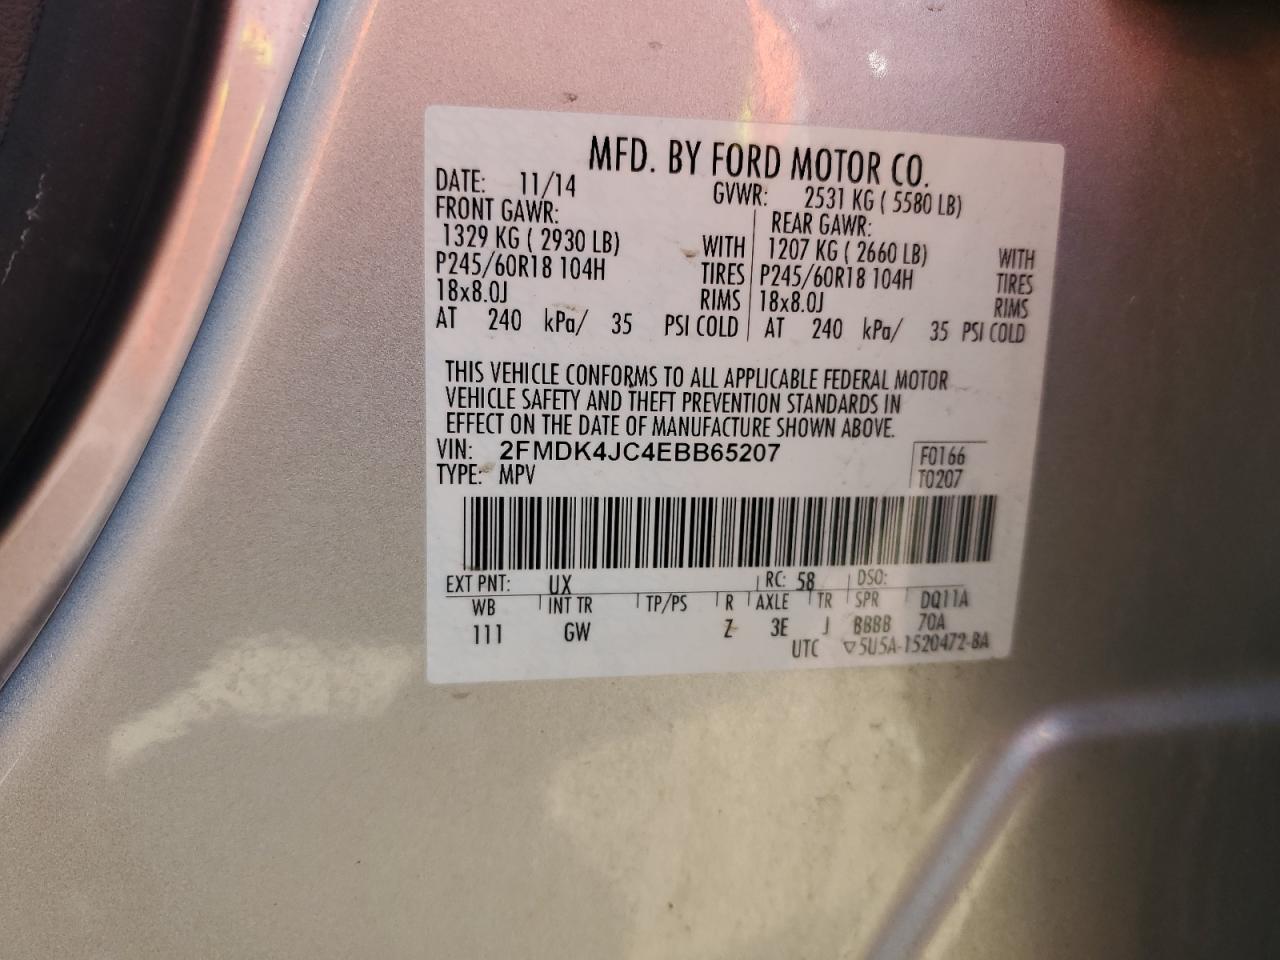 MFD. BY FORD MOTOR CO.
DATE: 11/14 GVWR: 2531 KG ( 5580 LB)
FRONT GAWR: REAR GAWR:
1329 KG ( 2930 LB) WITH 1207 KG ( 2660 LB) WITH
P245/60R18 104H TIRES P245/60R18 104H TIRES
18x8.0J RIMS 18x8.0J RIMS
AT 240 kPa/ 35 PSI COLD AT 240 kPa/ 35 PSI COLD
THIS VEHICLE CONFORMS TO ALL APPLICABLE FEDERAL MOTOR
VEHICLE SAFETY AND THEFT PREVENTION STANDARDS IN
EFFECT ON THE DATE OF MANUFACTURE SHOWN ABOVE.
VIN: 2FMDK4JC4EBB65207 F0166
TYPE: MPV T0207
EXT PNT: UX RC: 58 DSO:
WB INT TR TP/PS R AXLE TR SPR DQ11A
111 GW Z 3E J BBBB 70A
UTC ▽5U5A-1520472-BA